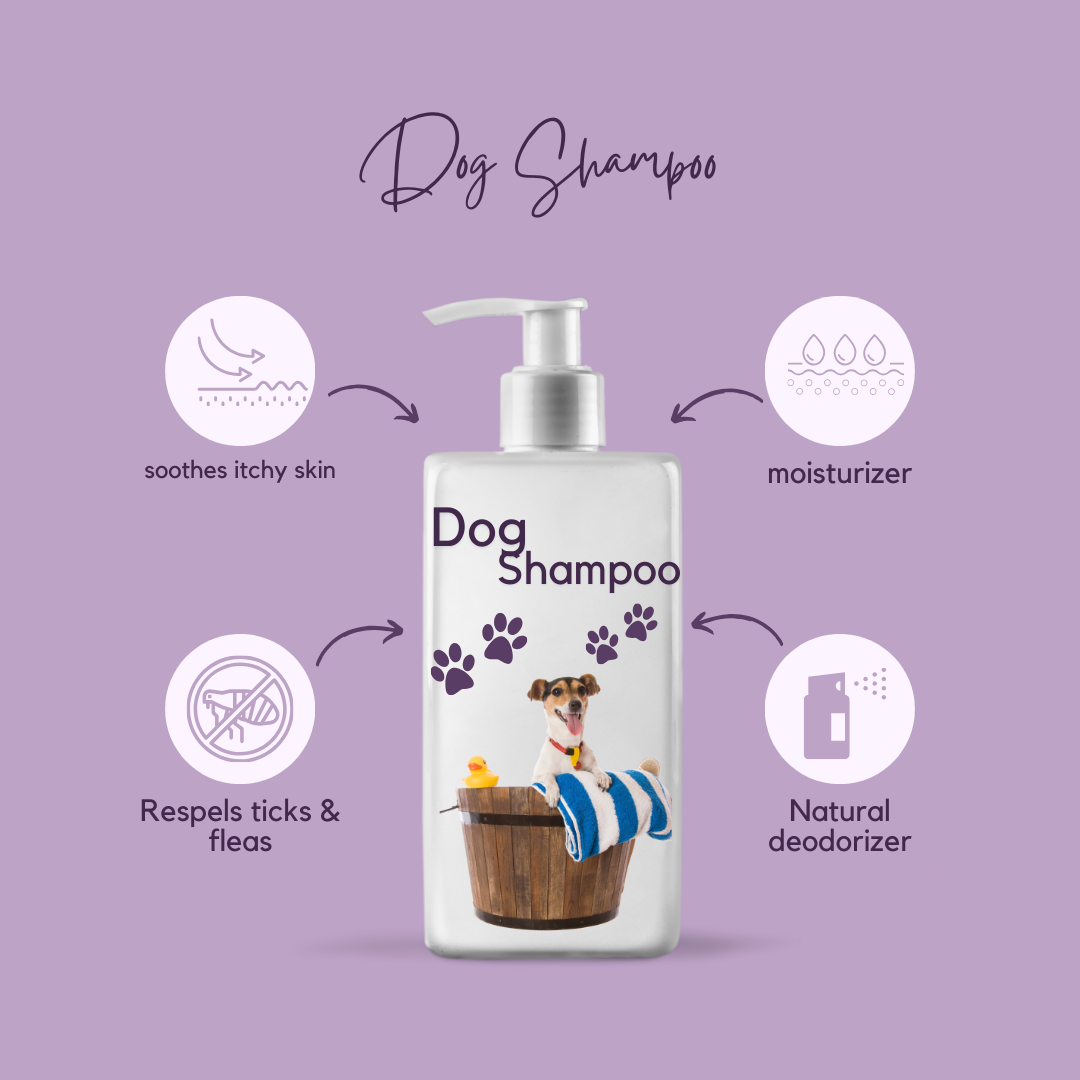 Dog Shampoo
soothes itchy skin
moisturizer
Dog
Shampoo
Respels ticks &
fleas
Natural
deodorizer